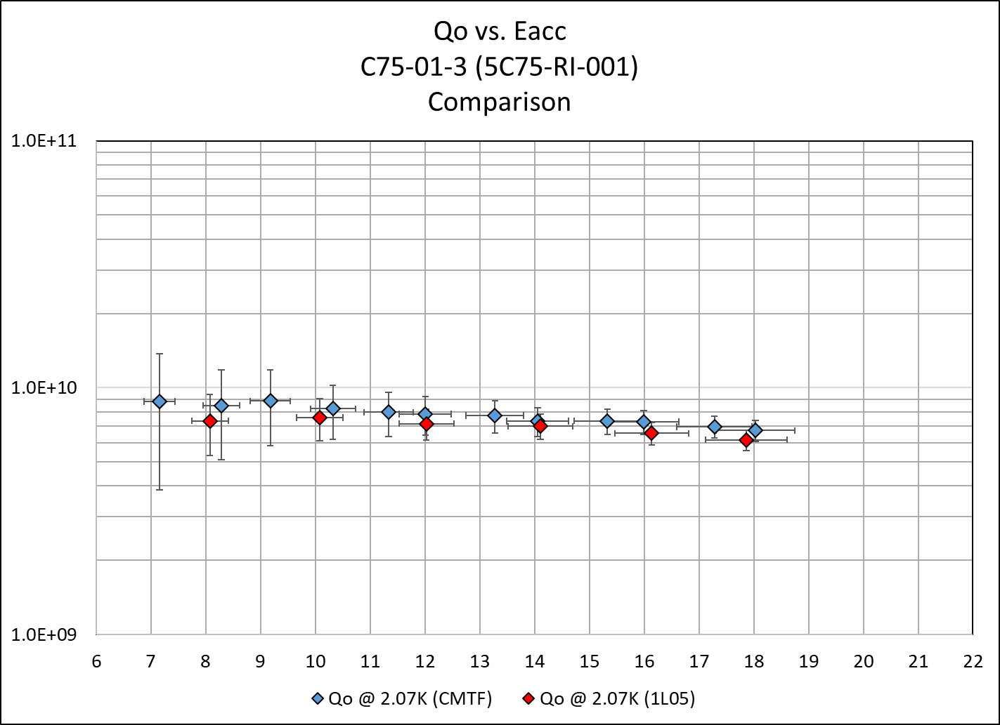 Qo vs. Eacc
C75-01-3 (5C75-RI-001)
Comparison
1.0E+11
1.0E+10
1.0E+09
6 7 8 9 10 11 12 13 14 15 16 17 18 19 20 21 22
Qo @ 2.07K (CMTF) Qo @ 2.07K (1L05)